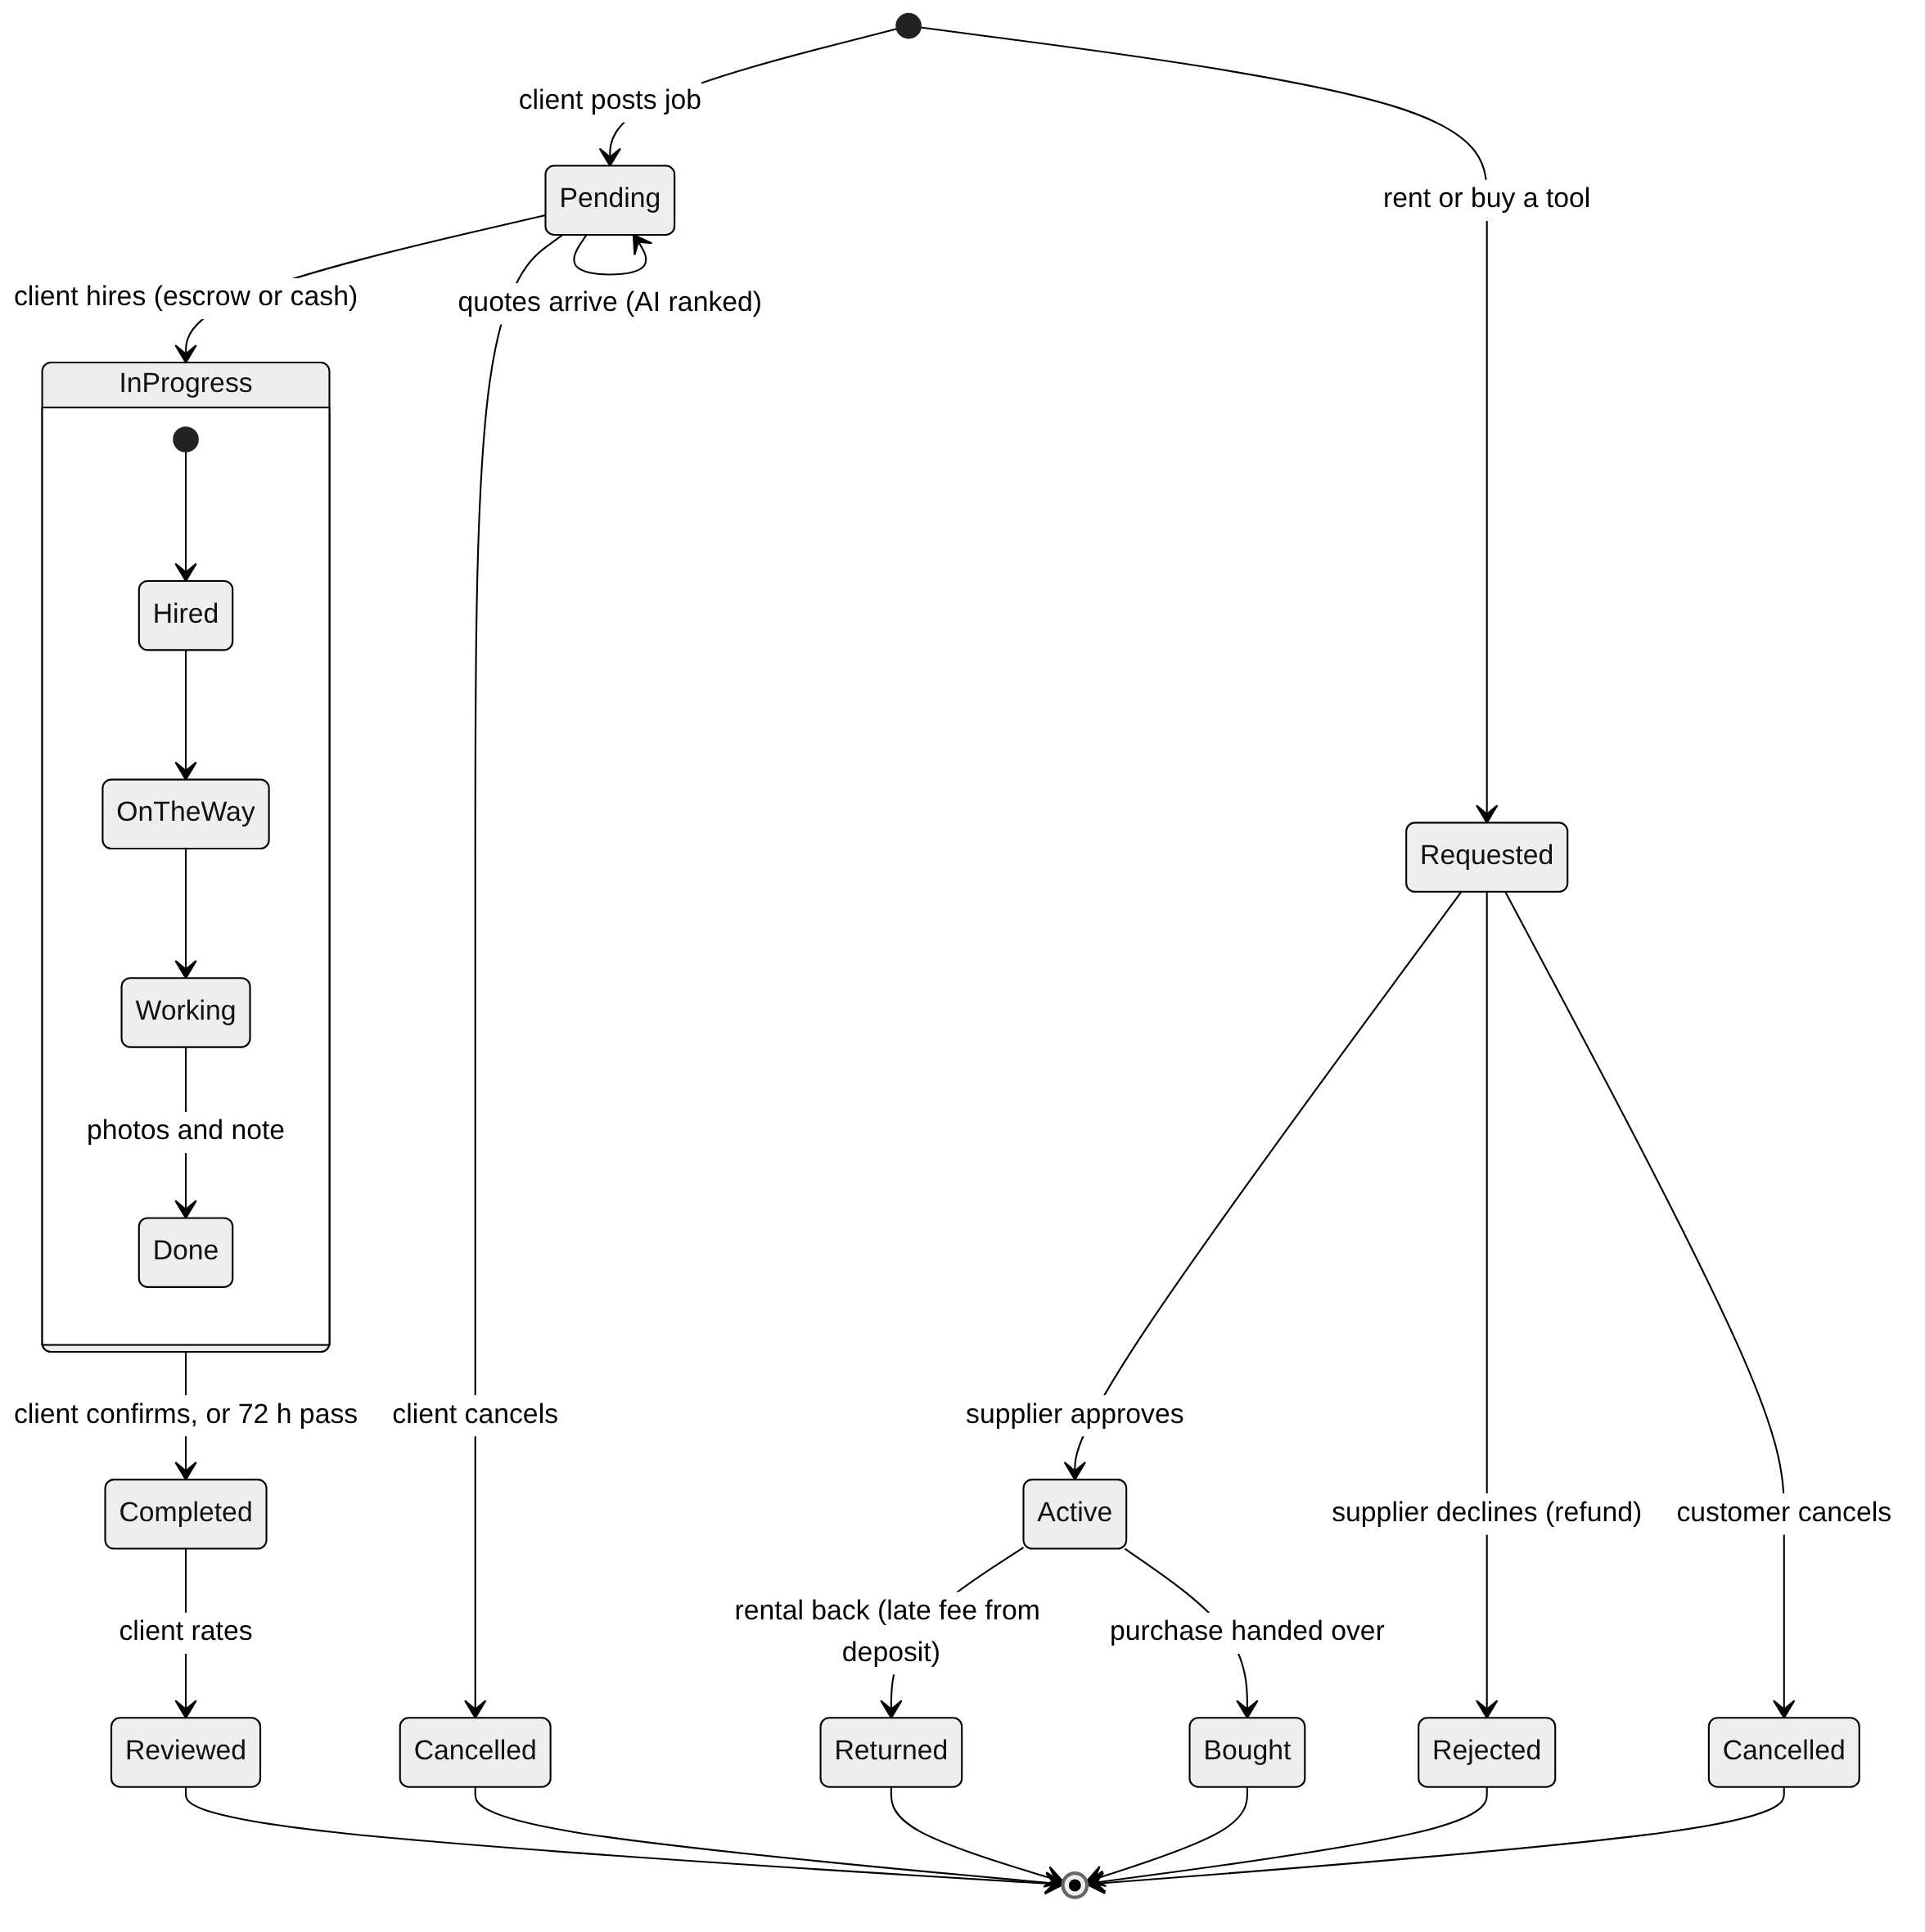 client posts job
Pending
rent or buy a tool
client hires (escrow or cash)
quotes arrive (AI ranked)
InProgress
Hired
OnTheWay
Requested
Working
photos and note
Done
client confirms, or 72 h pass
client cancels
supplier approves
Completed
Active
supplier declines (refund)
customer cancels
client rates
rental back (late fee from
deposit)
purchase handed over
Reviewed
Cancelled
Returned
Bought
Rejected
Cancelled